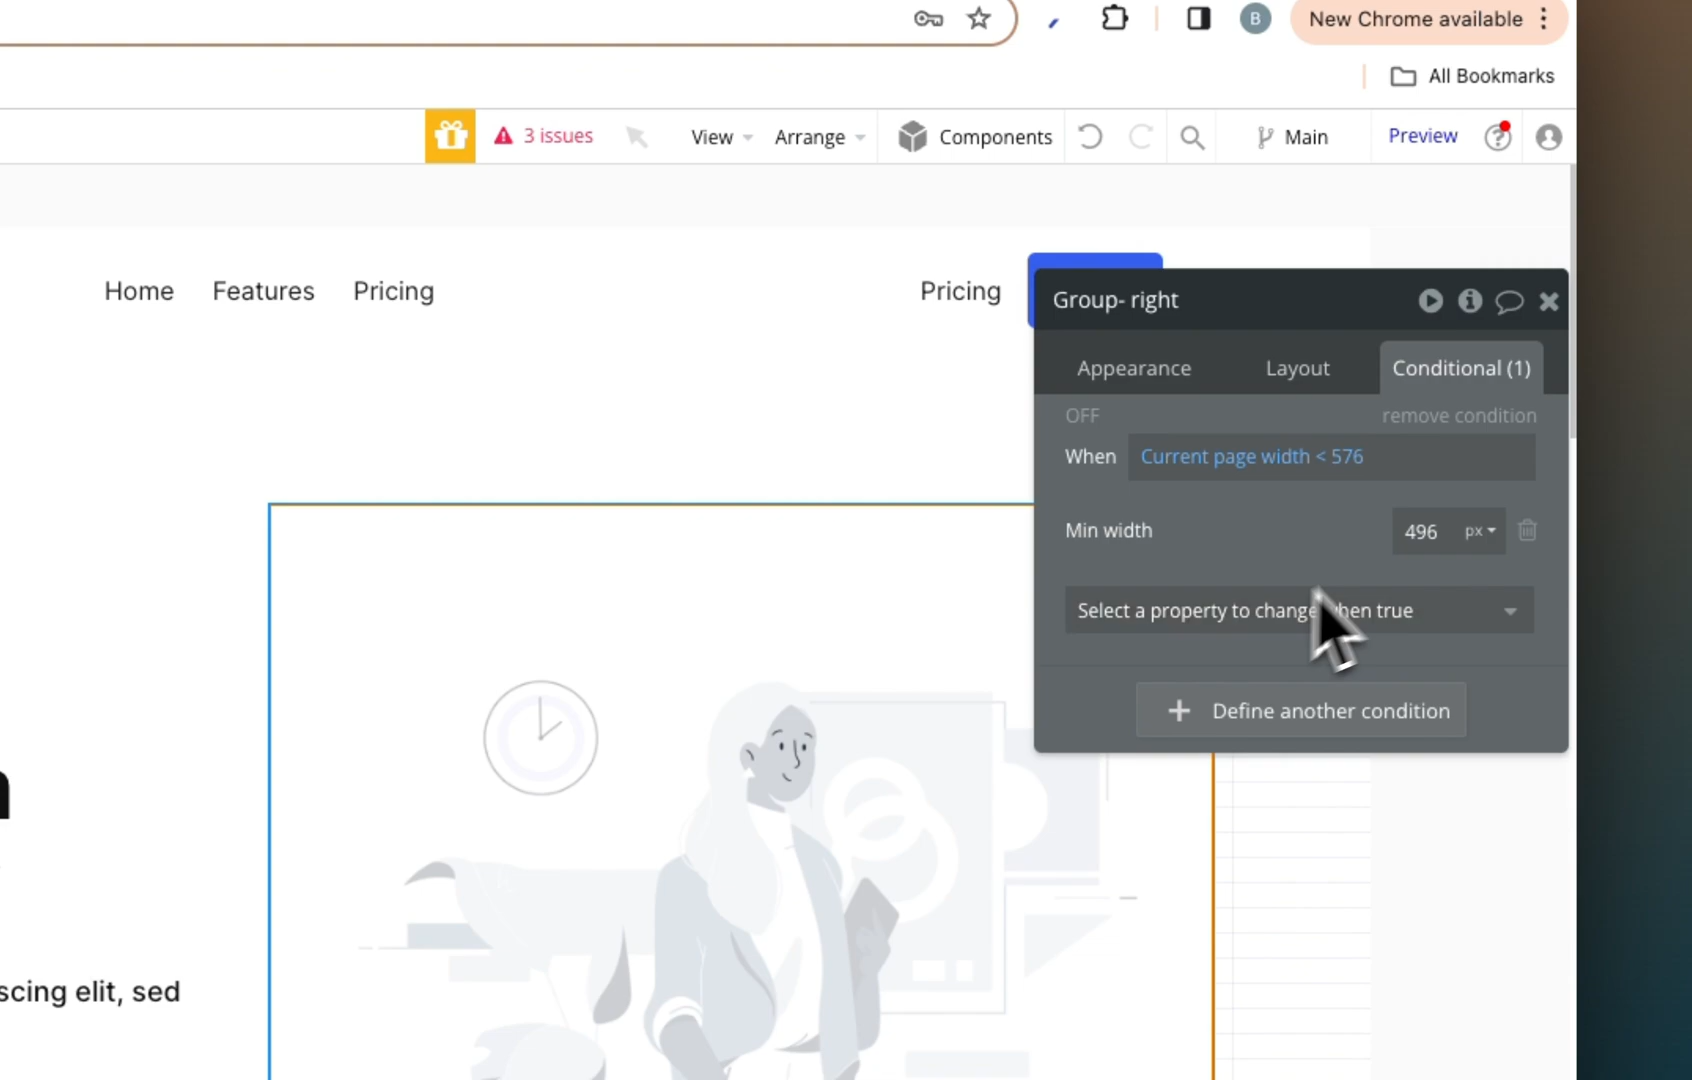 B
New Chrome available
All Bookmarks
3 issues
View
Arrange
Components
Main
Preview
Home
Features
Pricing
Pricing
Group- right
Appearance
Layout
Conditional (1)
OFF
remove condition
When
Current page width < 576
Min width
496
px
Select a property to change when true
+ Define another condition
scing elit, sed